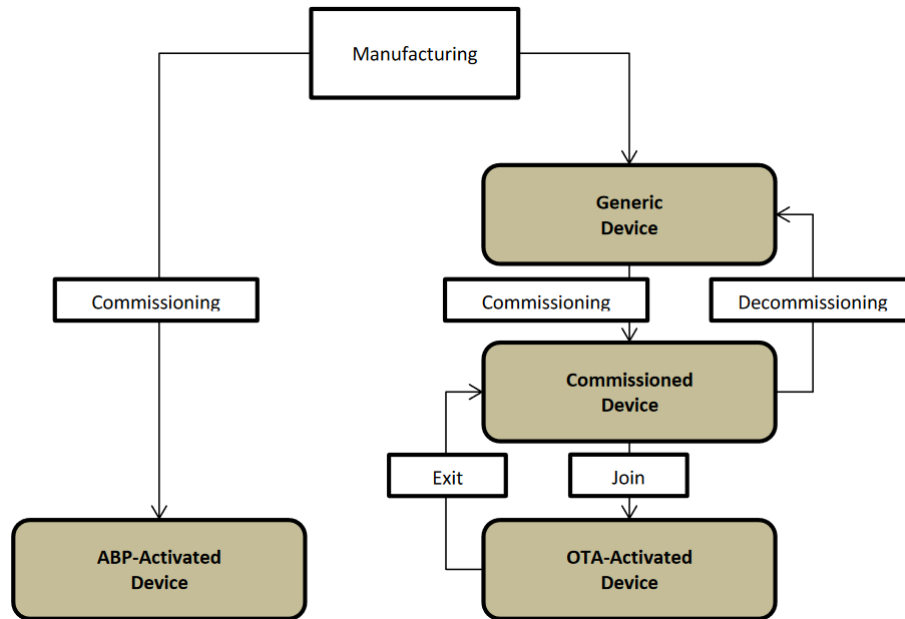 Manufacturing
Generic
Device
Commissioning
Commissioning
Decommissioning
Commissioned
Device
Exit
Join
ABP-Activated
Device
OTA-Activated
Device